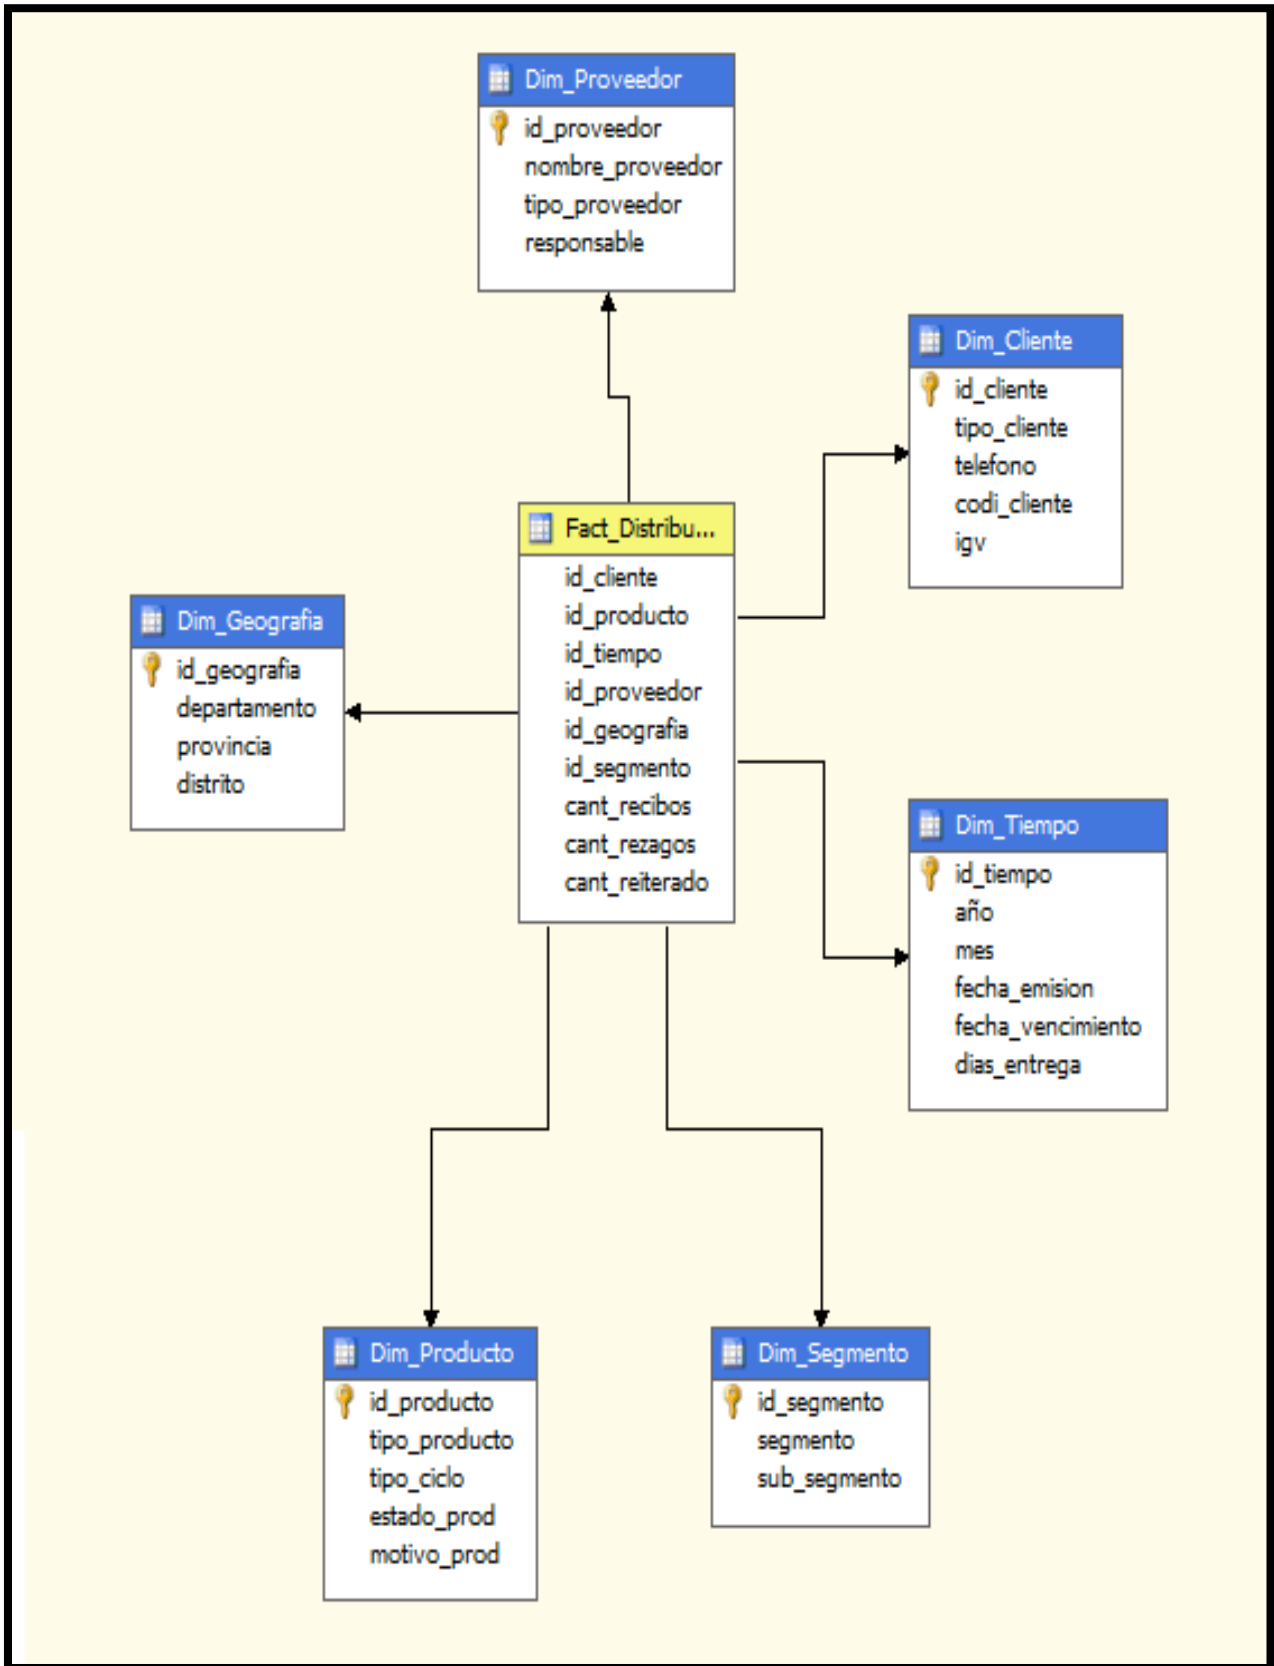 Dim_Proveedor
id_proveedor
nombre_proveedor
tipo_proveedor
responsable
Dim_Cliente
id_cliente
tipo_cliente
telefono
codi_cliente
igv
Fact_Distribu...
id_cliente
id_producto
id_tiempo
id_proveedor
id_geografia
id_segmento
cant_recibos
cant_rezagos
cant_reiterado
Dim_Geografia
id_geografia
departamento
provincia
distrito
Dim_Tiempo
id_tiempo
año
mes
fecha_emision
fecha_vencimiento
dias_entrega
Dim_Producto
id_producto
tipo_producto
tipo_ciclo
estado_prod
motivo_prod
Dim_Segmento
id_segmento
segmento
sub_segmento